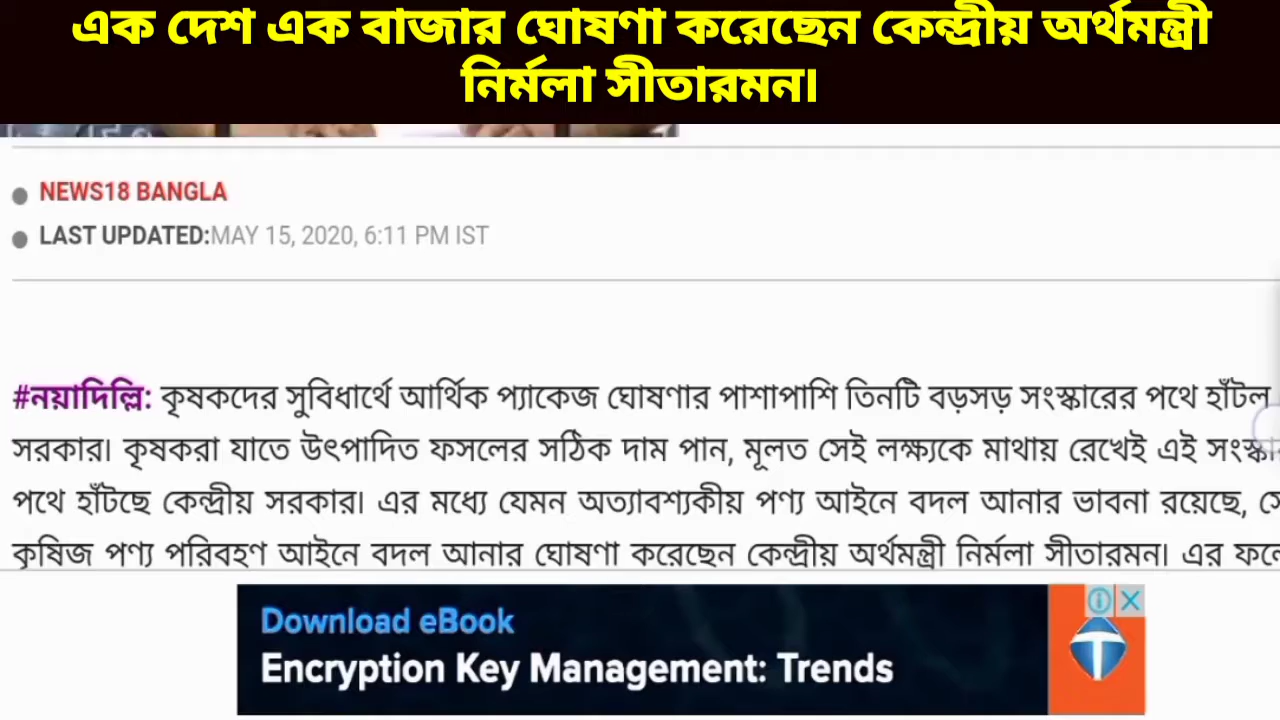 এক দেশ এক বাজার ঘোষণা করেছেন কেন্দ্রীয় অর্থমন্ত্রী
নির্মলা সীতারমন।
NEWS18 BANGLA
LAST UPDATED:MAY 15, 2020, 6:11 PM IST
#নয়াদিল্লি: কৃষকদের সুবিধার্থে আর্থিক প্যাকেজ ঘোষণার পাশাপাশি তিনটি বড়সড় সংস্কারের পথে হাঁটল
সরকার। কৃষকরা যাতে উৎপাদিত ফসলের সঠিক দাম পান, মূলত সেই লক্ষ্যকে মাথায় রেখেই এই
পথে হাঁটছে কেন্দ্রীয় সরকার। এর মধ্যে যেমন অত্যাবশ্যকীয় পণ্য আইনে বদল আনার ভাবনা রয়েছে,
কৃষিজ পণ্য পরিবহণ আইনে বদল আনার ঘোষণা করেছেন কেন্দ্রীয় অর্থমন্ত্রী নির্মলা সীতারমন। এর
Download eBook
Encryption Key Management: Trends